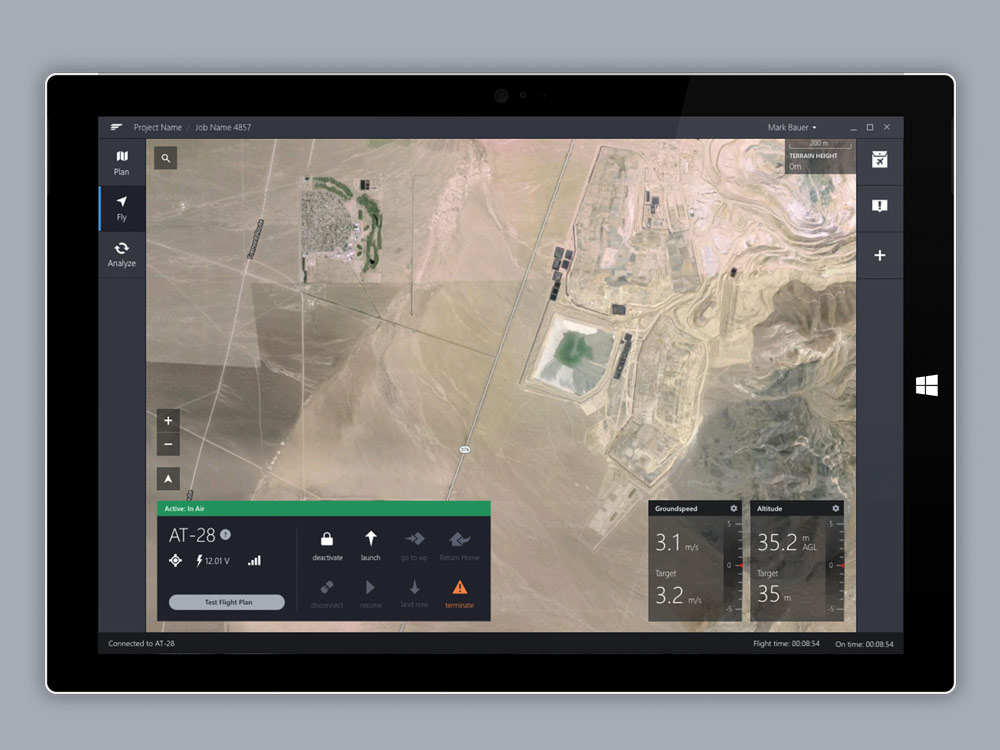 Project Name / Job Name 4857
Mark Bauer
Plan
Fly
Analyze
200 m
TERRAIN HEIGHT
0m
376
+
−
Active: In Air
AT-28 ?
12.01 V
Test Flight Plan
deactivate
launch
go to wp
Return Home
disconnect
resume
land now
terminate
Groundspeed
3.1 m/s
Target
3.2 m/s
5
0
-5
Altitude
35.2 m AGL
Target
35 m
5
0
-5
Connected to AT-28
Flight time: 00:08:54
On time: 00:08:54